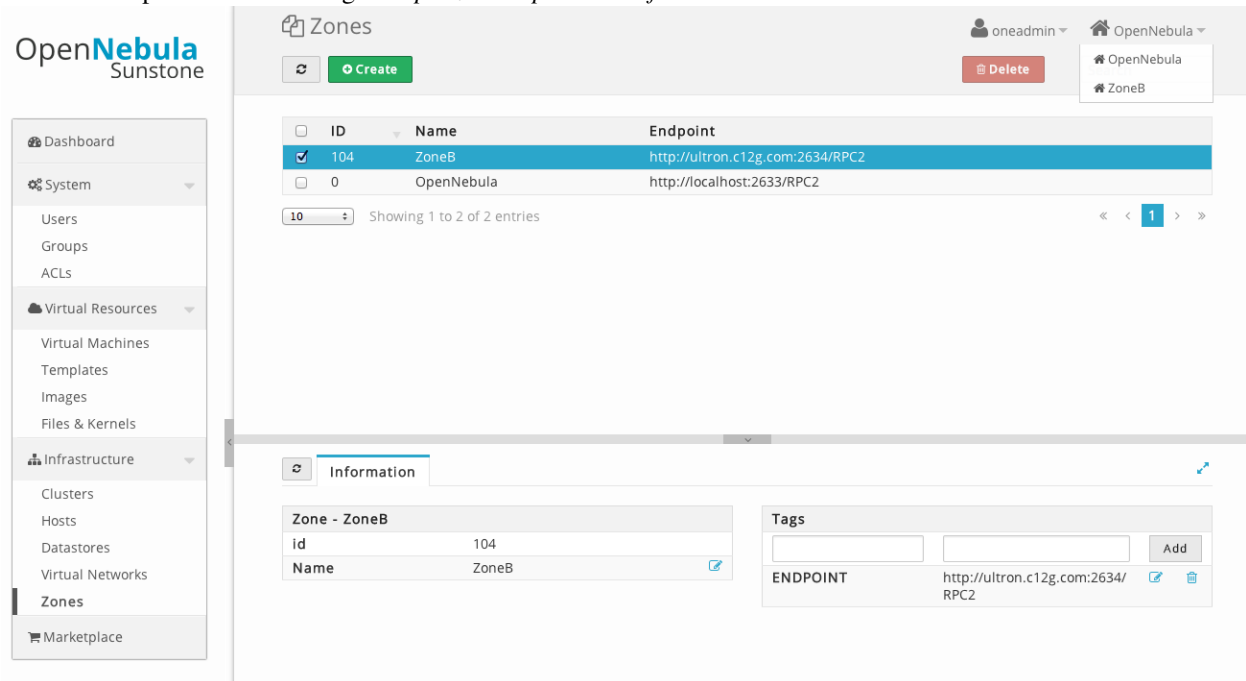 OpenNebula
Sunstone
Zones
oneadmin
OpenNebula
Create
Delete
OpenNebula
ZoneB
Dashboard
System
Users
Groups
ACLs
Virtual Resources
Virtual Machines
Templates
Images
Files & Kernels
Infrastructure
Clusters
Hosts
Datastores
Virtual Networks
Zones
Marketplace
ID Name Endpoint
104 ZoneB http://ultron.c12g.com:2634/RPC2
0 OpenNebula http://localhost:2633/RPC2
10 Showing 1 to 2 of 2 entries « < 1 > »
Information
Zone - ZoneB
id 104
Name ZoneB
Tags
Add
ENDPOINT http://ultron.c12g.com:2634/
RPC2